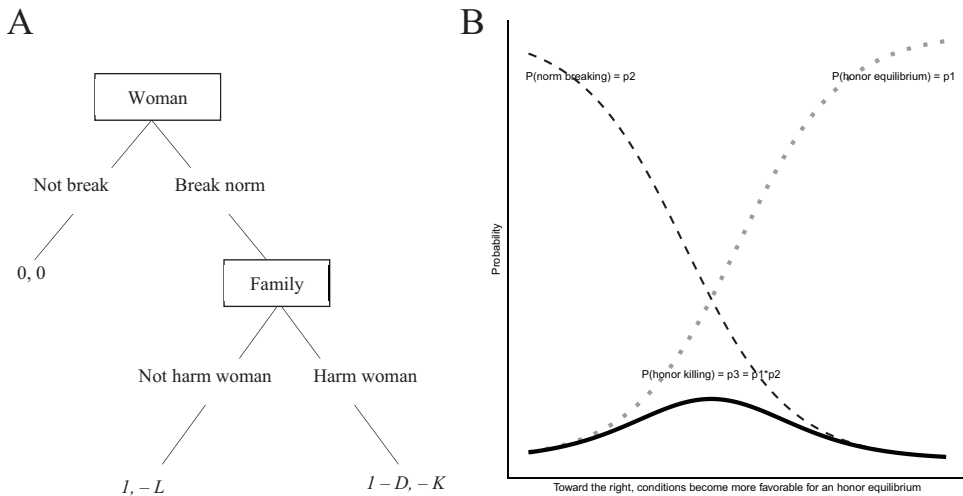 A
Woman
Not break
Break norm
0, 0
Family
Not harm woman
Harm woman
1, – L
1 – D, – K
B
P(norm breaking) = p2
P(honor equilibrium) = p1
Probability
P(honor killing) = p3 = p1*p2
Toward the right, conditions become more favorable for an honor equilibrium